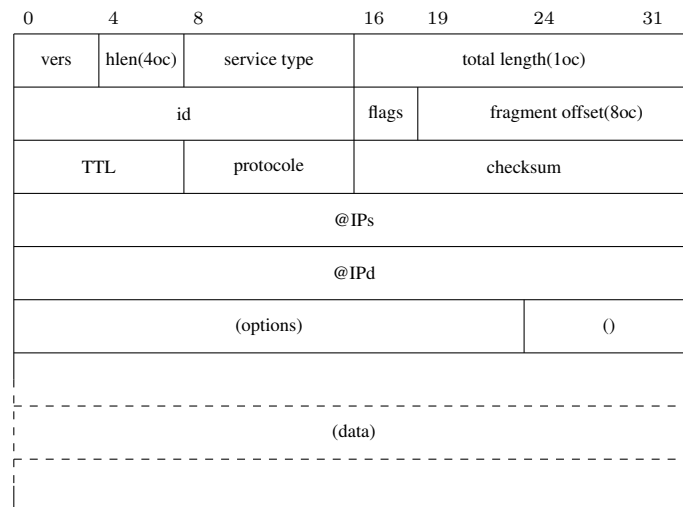 0 4 8 16 19 24 31
vers hlen(4oc) service type total length(1oc)
id flags fragment offset(8oc)
TTL protocole checksum
@IPs
@IPd
(options) ()
(data)